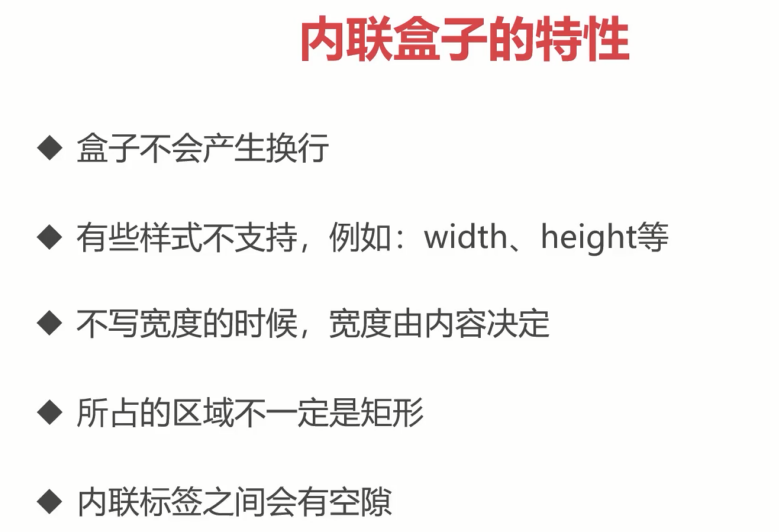 内联盒子的特性
◆ 盒子不会产生换行
◆ 有些样式不支持，例如：width、height等
◆ 不写宽度的时候，宽度由内容决定
◆ 所占的区域不一定是矩形
◆ 内联标签之间会有空隙